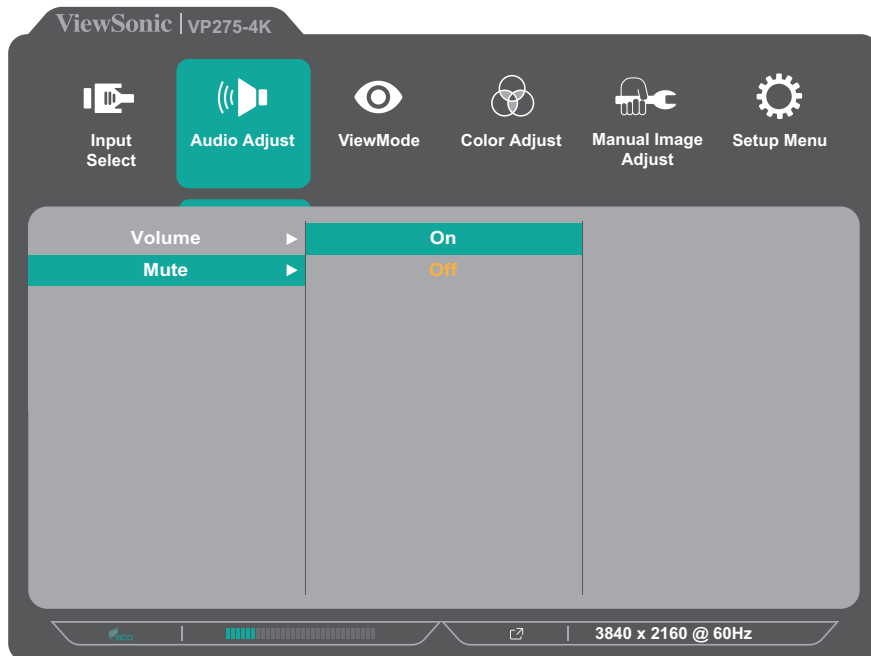 ViewSonic | VP275-4K
Input
Select
Audio Adjust
ViewMode
Color Adjust
Manual Image
Adjust
Setup Menu
Volume
On
Mute
Off
eco
3840 x 2160 @ 60Hz